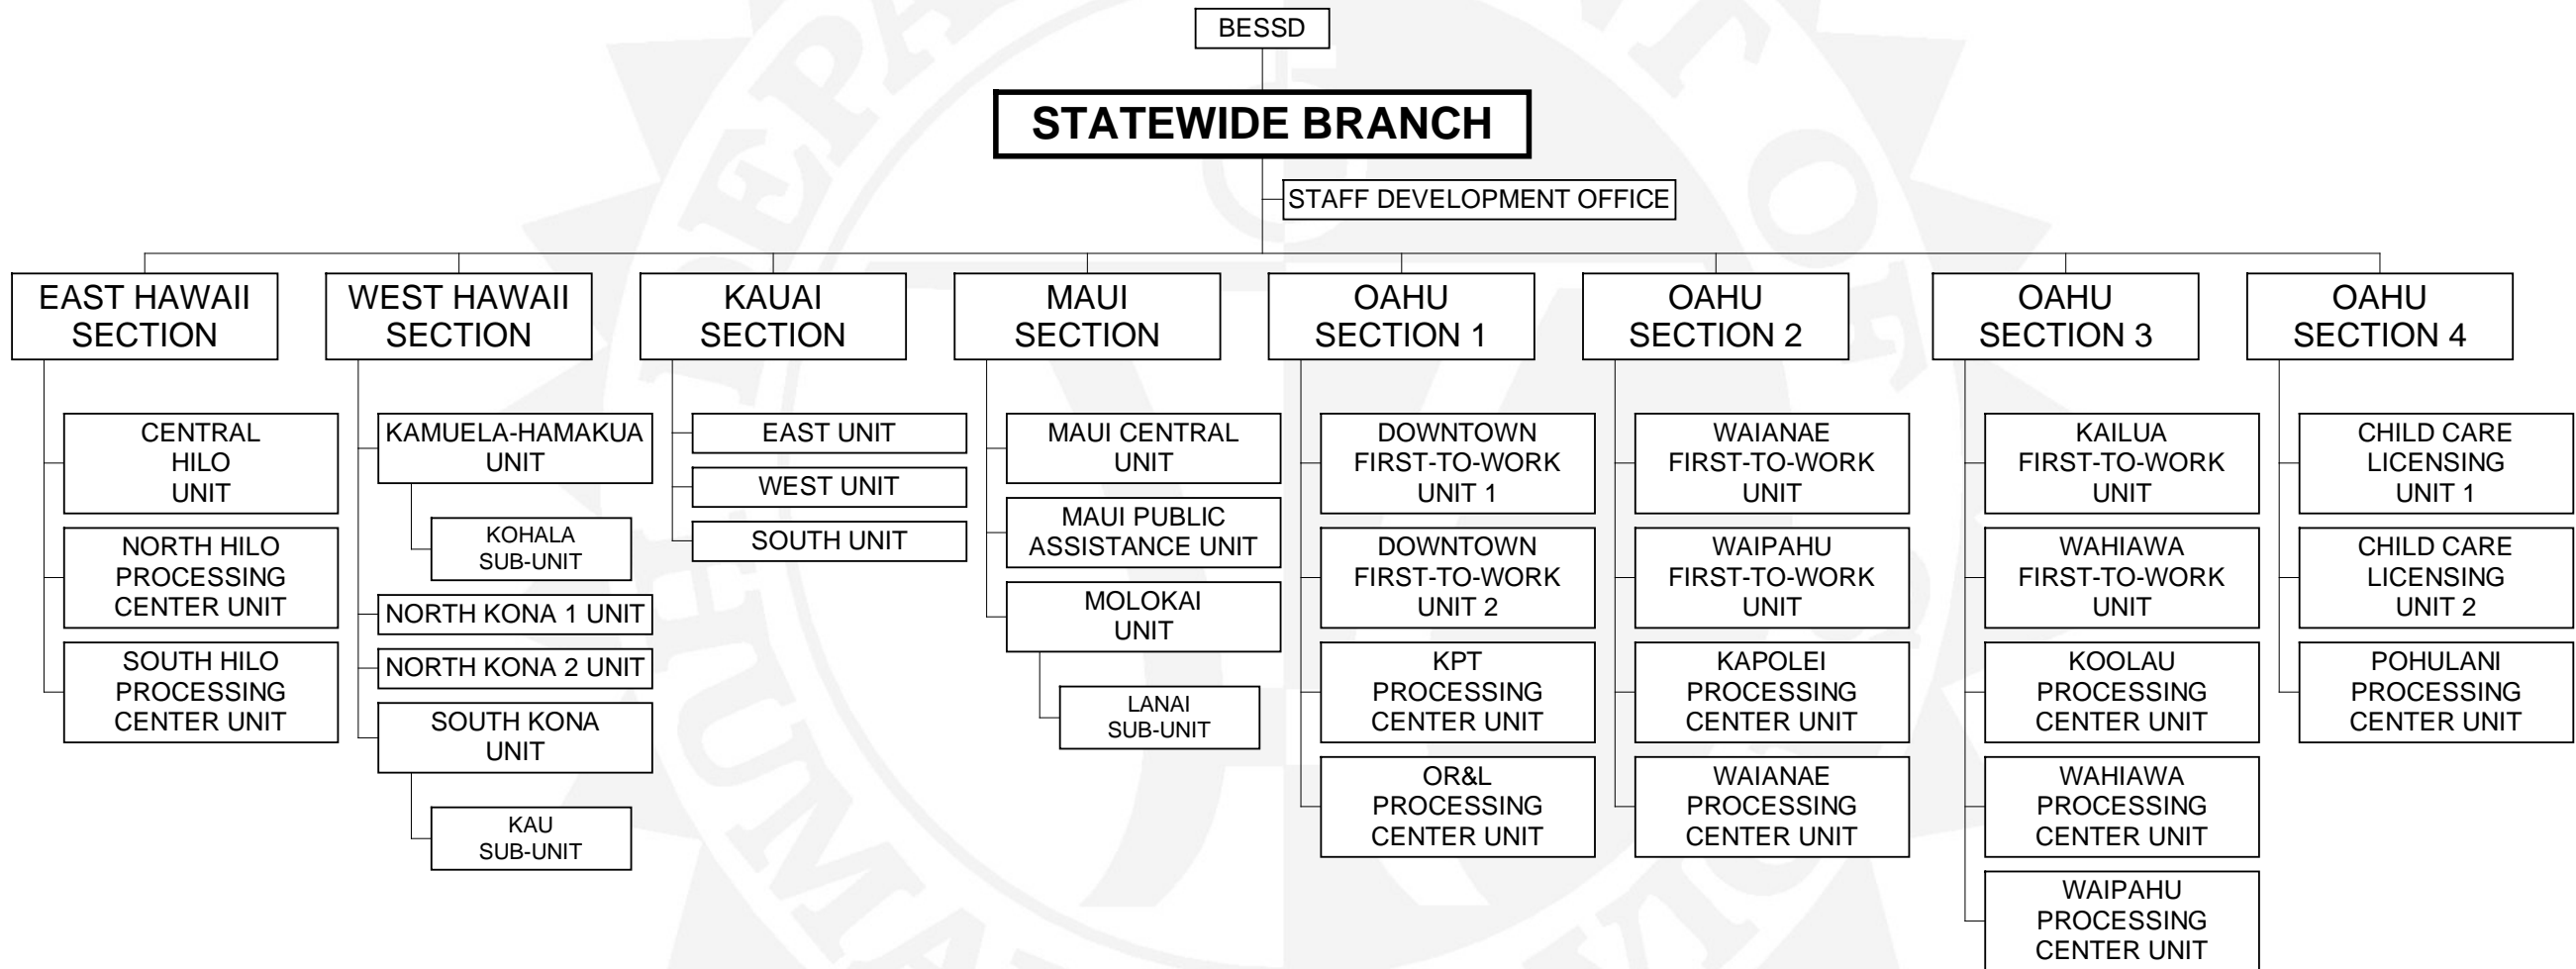 BESSD
STATEWIDE BRANCH
STAFF DEVELOPMENT OFFICE
EAST HAWAII
SECTION
CENTRAL
HILO
UNIT
NORTH HILO
PROCESSING
CENTER UNIT
SOUTH HILO
PROCESSING
CENTER UNIT
WEST HAWAII
SECTION
KAMUELA-HAMAKUA
UNIT
KOHALA
SUB-UNIT
NORTH KONA 1 UNIT
NORTH KONA 2 UNIT
SOUTH KONA
UNIT
KAU
SUB-UNIT
KAUAI
SECTION
EAST UNIT
WEST UNIT
SOUTH UNIT
MAUI
SECTION
MAUI CENTRAL
UNIT
MAUI PUBLIC
ASSISTANCE UNIT
MOLOKAI
UNIT
LANAI
SUB-UNIT
OAHU
SECTION 1
DOWNTOWN
FIRST-TO-WORK
UNIT 1
DOWNTOWN
FIRST-TO-WORK
UNIT 2
KPT
PROCESSING
CENTER UNIT
OR&L
PROCESSING
CENTER UNIT
OAHU
SECTION 2
WAIANAE
FIRST-TO-WORK
UNIT
WAIPAHU
FIRST-TO-WORK
UNIT
KAPOLEI
PROCESSING
CENTER UNIT
WAIANAE
PROCESSING
CENTER UNIT
OAHU
SECTION 3
KAILUA
FIRST-TO-WORK
UNIT
WAHIAWA
FIRST-TO-WORK
UNIT
KOOLAU
PROCESSING
CENTER UNIT
WAHIAWA
PROCESSING
CENTER UNIT
WAIPAHU
PROCESSING
CENTER UNIT
OAHU
SECTION 4
CHILD CARE
LICENSING
UNIT 1
CHILD CARE
LICENSING
UNIT 2
POHULANI
PROCESSING
CENTER UNIT